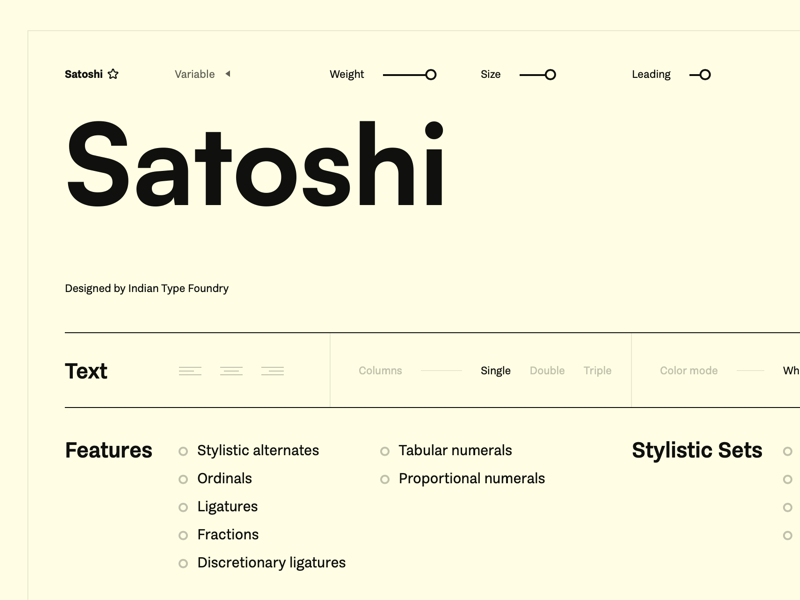 Satoshi Variable Weight Size Leading
Satoshi
Designed by Indian Type Foundry
Text Columns Single Double Triple Color mode Wh
Features Stylistic alternates Tabular numerals Stylistic Sets
Ordinals Proportional numerals
Ligatures
Fractions
Discretionary ligatures